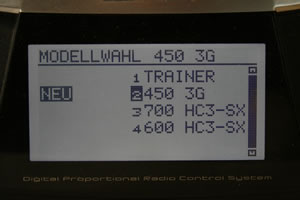 MODELLWAHL 450 3G
1 TRAINER
NEU 2 450 3G
3 700 HC3-SX
4 600 HC3-SX
Digital Proportional Radio Control System